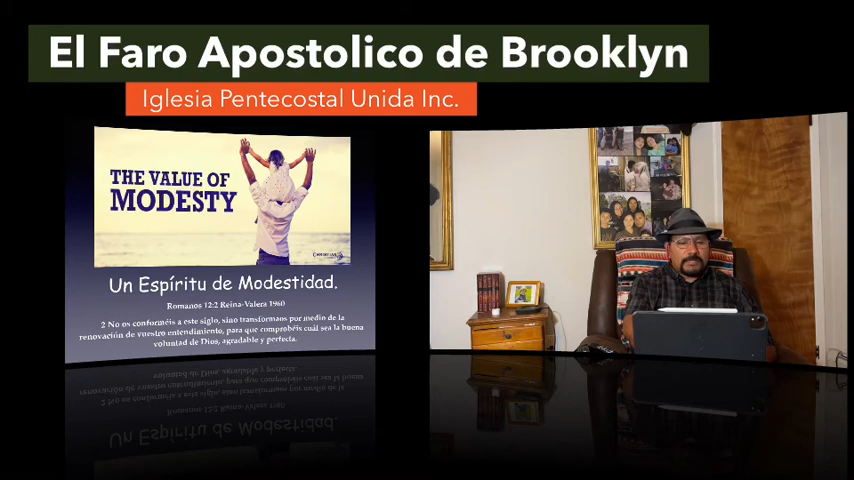 El Faro Apostolico de Brooklyn
Iglesia Pentecostal Unida Inc.
THE VALUE OF
MODESTY
Un Espíritu de Modestidad.
Romanos 12:2 Reina-Valera 1960
2 No os conforméis a este siglo, sino transformaos por medio de la
renovación de vuestro entendimiento, para que comprobéis cuál sea la buena
voluntad de Dios, agradable y perfecta.